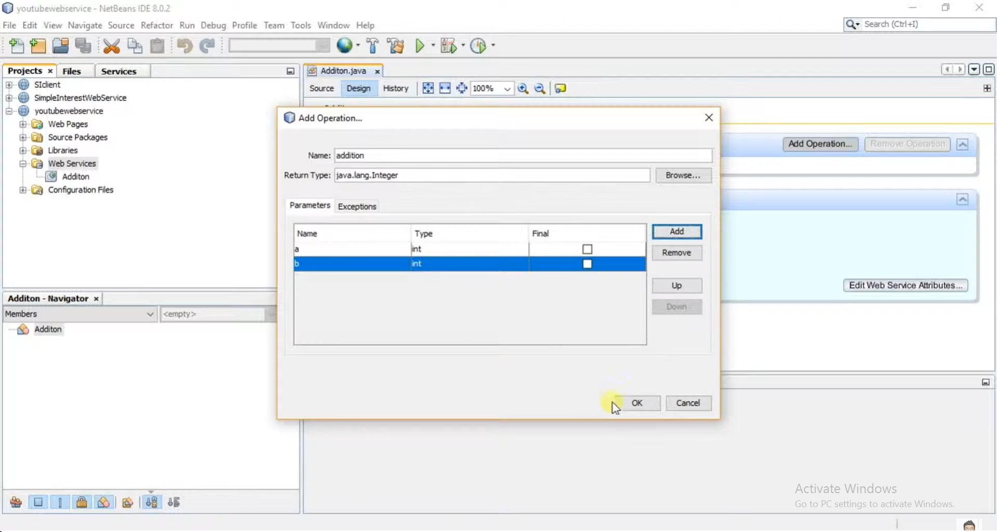 youtubewebservice - NetBeans IDE 8.0.2
File Edit View Navigate Source Refactor Run Debug Profile Team Tools Window Help
Search (Ctrl+I)
Projects Files Services
Additon.java
Source Design History 100%
SIclient
SimpleInterestWebService
youtubewebservice
Web Pages
Source Packages
Libraries
Web Services
Additon
Configuration Files
Add Operation...
Name: addition
Return Type: java.lang.Integer Browse...
Parameters Exceptions
Name Type Final
a int
b int
Add
Remove
Up
Down
OK Cancel
Add Operation... Remove Operation
Edit Web Service Attributes...
Additon - Navigator
Members <empty>
Additon
Activate Windows
Go to PC settings to activate Windows.